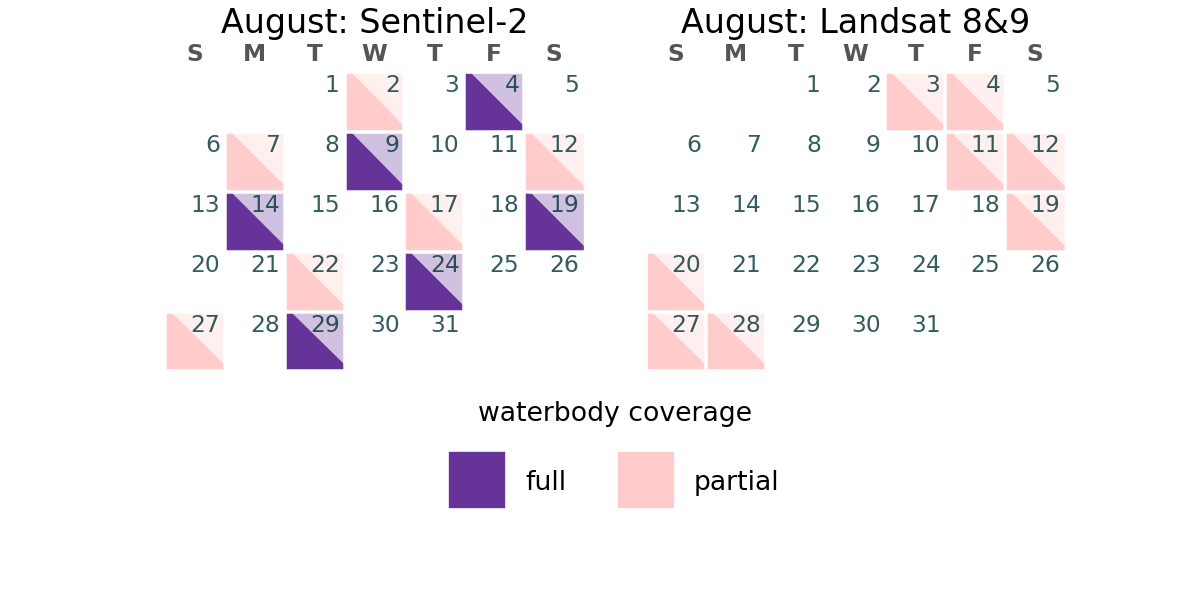 August: Sentinel-2
S M T W T F S
1 2 3 4 5
6 7 8 9 10 11 12
13 14 15 16 17 18 19
20 21 22 23 24 25 26
27 28 29 30 31
August: Landsat 8&9
S M T W T F S
1 2 3 4 5
6 7 8 9 10 11 12
13 14 15 16 17 18 19
20 21 22 23 24 25 26
27 28 29 30 31
waterbody coverage
full partial